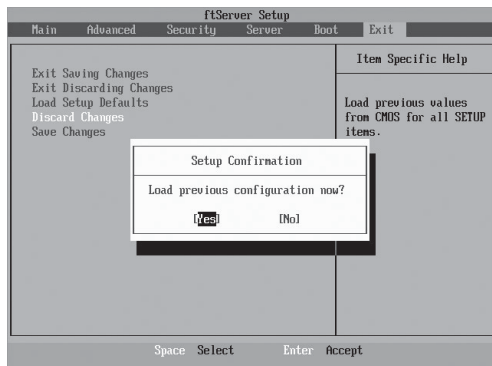 ftServer Setup
Main Advanced Security Server Boot Exit
Item Specific Help
Exit Saving Changes
Exit Discarding Changes
Load Setup Defaults
Discard Changes
Save Changes
Load previous values
from CMOS for all SETUP
items.
Setup Confirmation
Load previous configuration now?
[Yes] [No]
Space Select Enter Accept